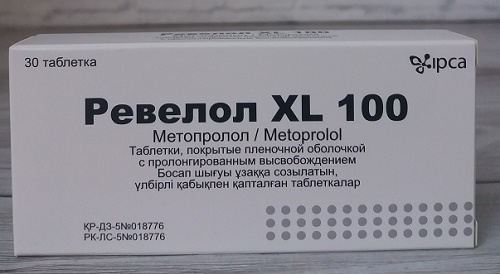 30 таблетка
ipca
Ревелол XL 100
Метопролол / Metoprolol
Таблетки, покрытые пленочной оболочкой
с пролонгированным высвобождением
Босап шығуы ұзаққа созылатын,
үлбірлі қабықпен қапталған таблеткалар
ҚР-ДЗ-5№018776
РК-ЛС-5№018776